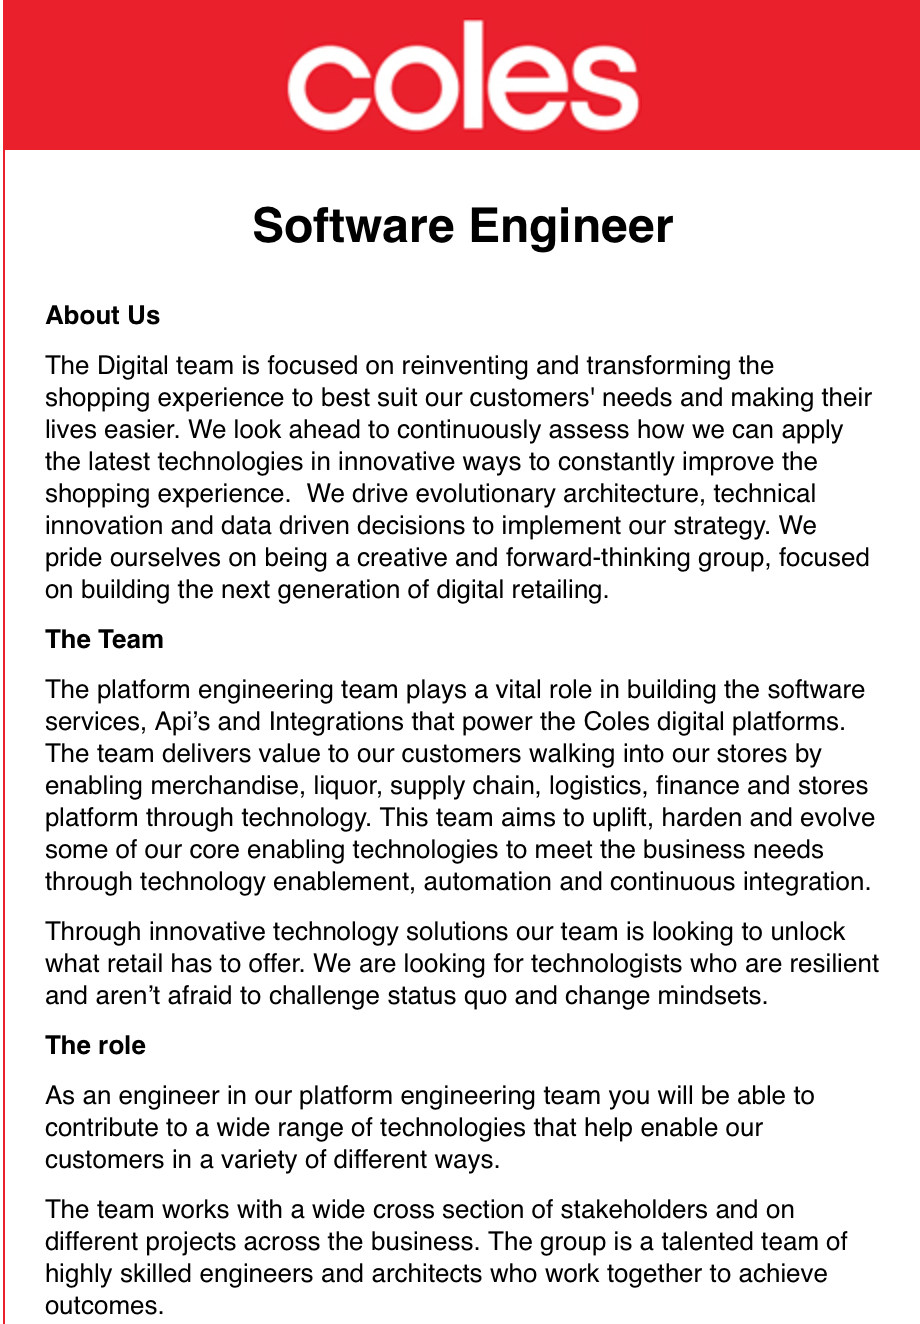 coles
Software Engineer
About Us
The Digital team is focused on reinventing and transforming the
shopping experience to best suit our customers' needs and making their
lives easier. We look ahead to continuously assess how we can apply
the latest technologies in innovative ways to constantly improve the
shopping experience.  We drive evolutionary architecture, technical
innovation and data driven decisions to implement our strategy. We
pride ourselves on being a creative and forward-thinking group, focused
on building the next generation of digital retailing.
The Team
The platform engineering team plays a vital role in building the software
services, Api’s and Integrations that power the Coles digital platforms.
The team delivers value to our customers walking into our stores by
enabling merchandise, liquor, supply chain, logistics, finance and stores
platform through technology. This team aims to uplift, harden and evolve
some of our core enabling technologies to meet the business needs
through technology enablement, automation and continuous integration.
Through innovative technology solutions our team is looking to unlock
what retail has to offer. We are looking for technologists who are resilient
and aren’t afraid to challenge status quo and change mindsets.
The role
As an engineer in our platform engineering team you will be able to
contribute to a wide range of technologies that help enable our
customers in a variety of different ways.
The team works with a wide cross section of stakeholders and on
different projects across the business. The group is a talented team of
highly skilled engineers and architects who work together to achieve
outcomes.